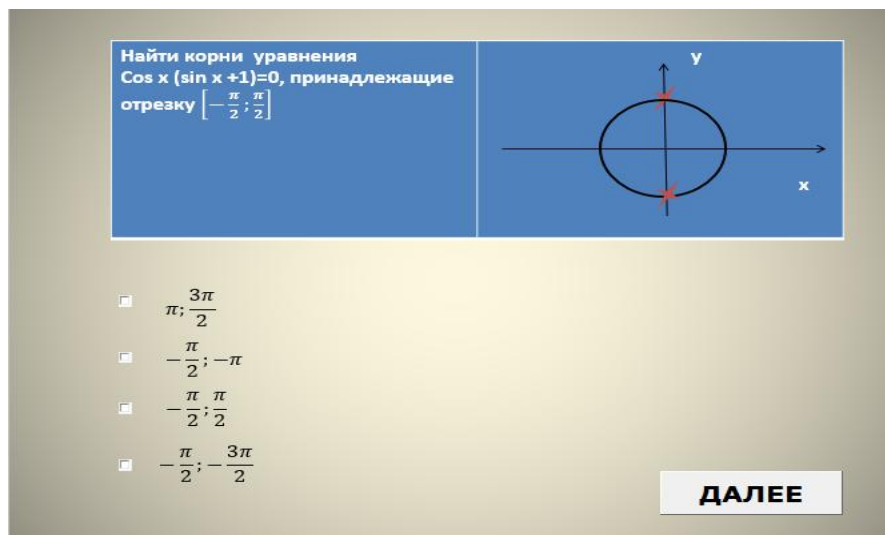 Найти корни уравнения
Cos x (sin x +1)=0, принадлежащие
отрезку [−π/2 ; π/2]
y
x
π; 3π/2
−π/2; −π
−π/2; π/2
−π/2; −3π/2
ДАЛЕЕ